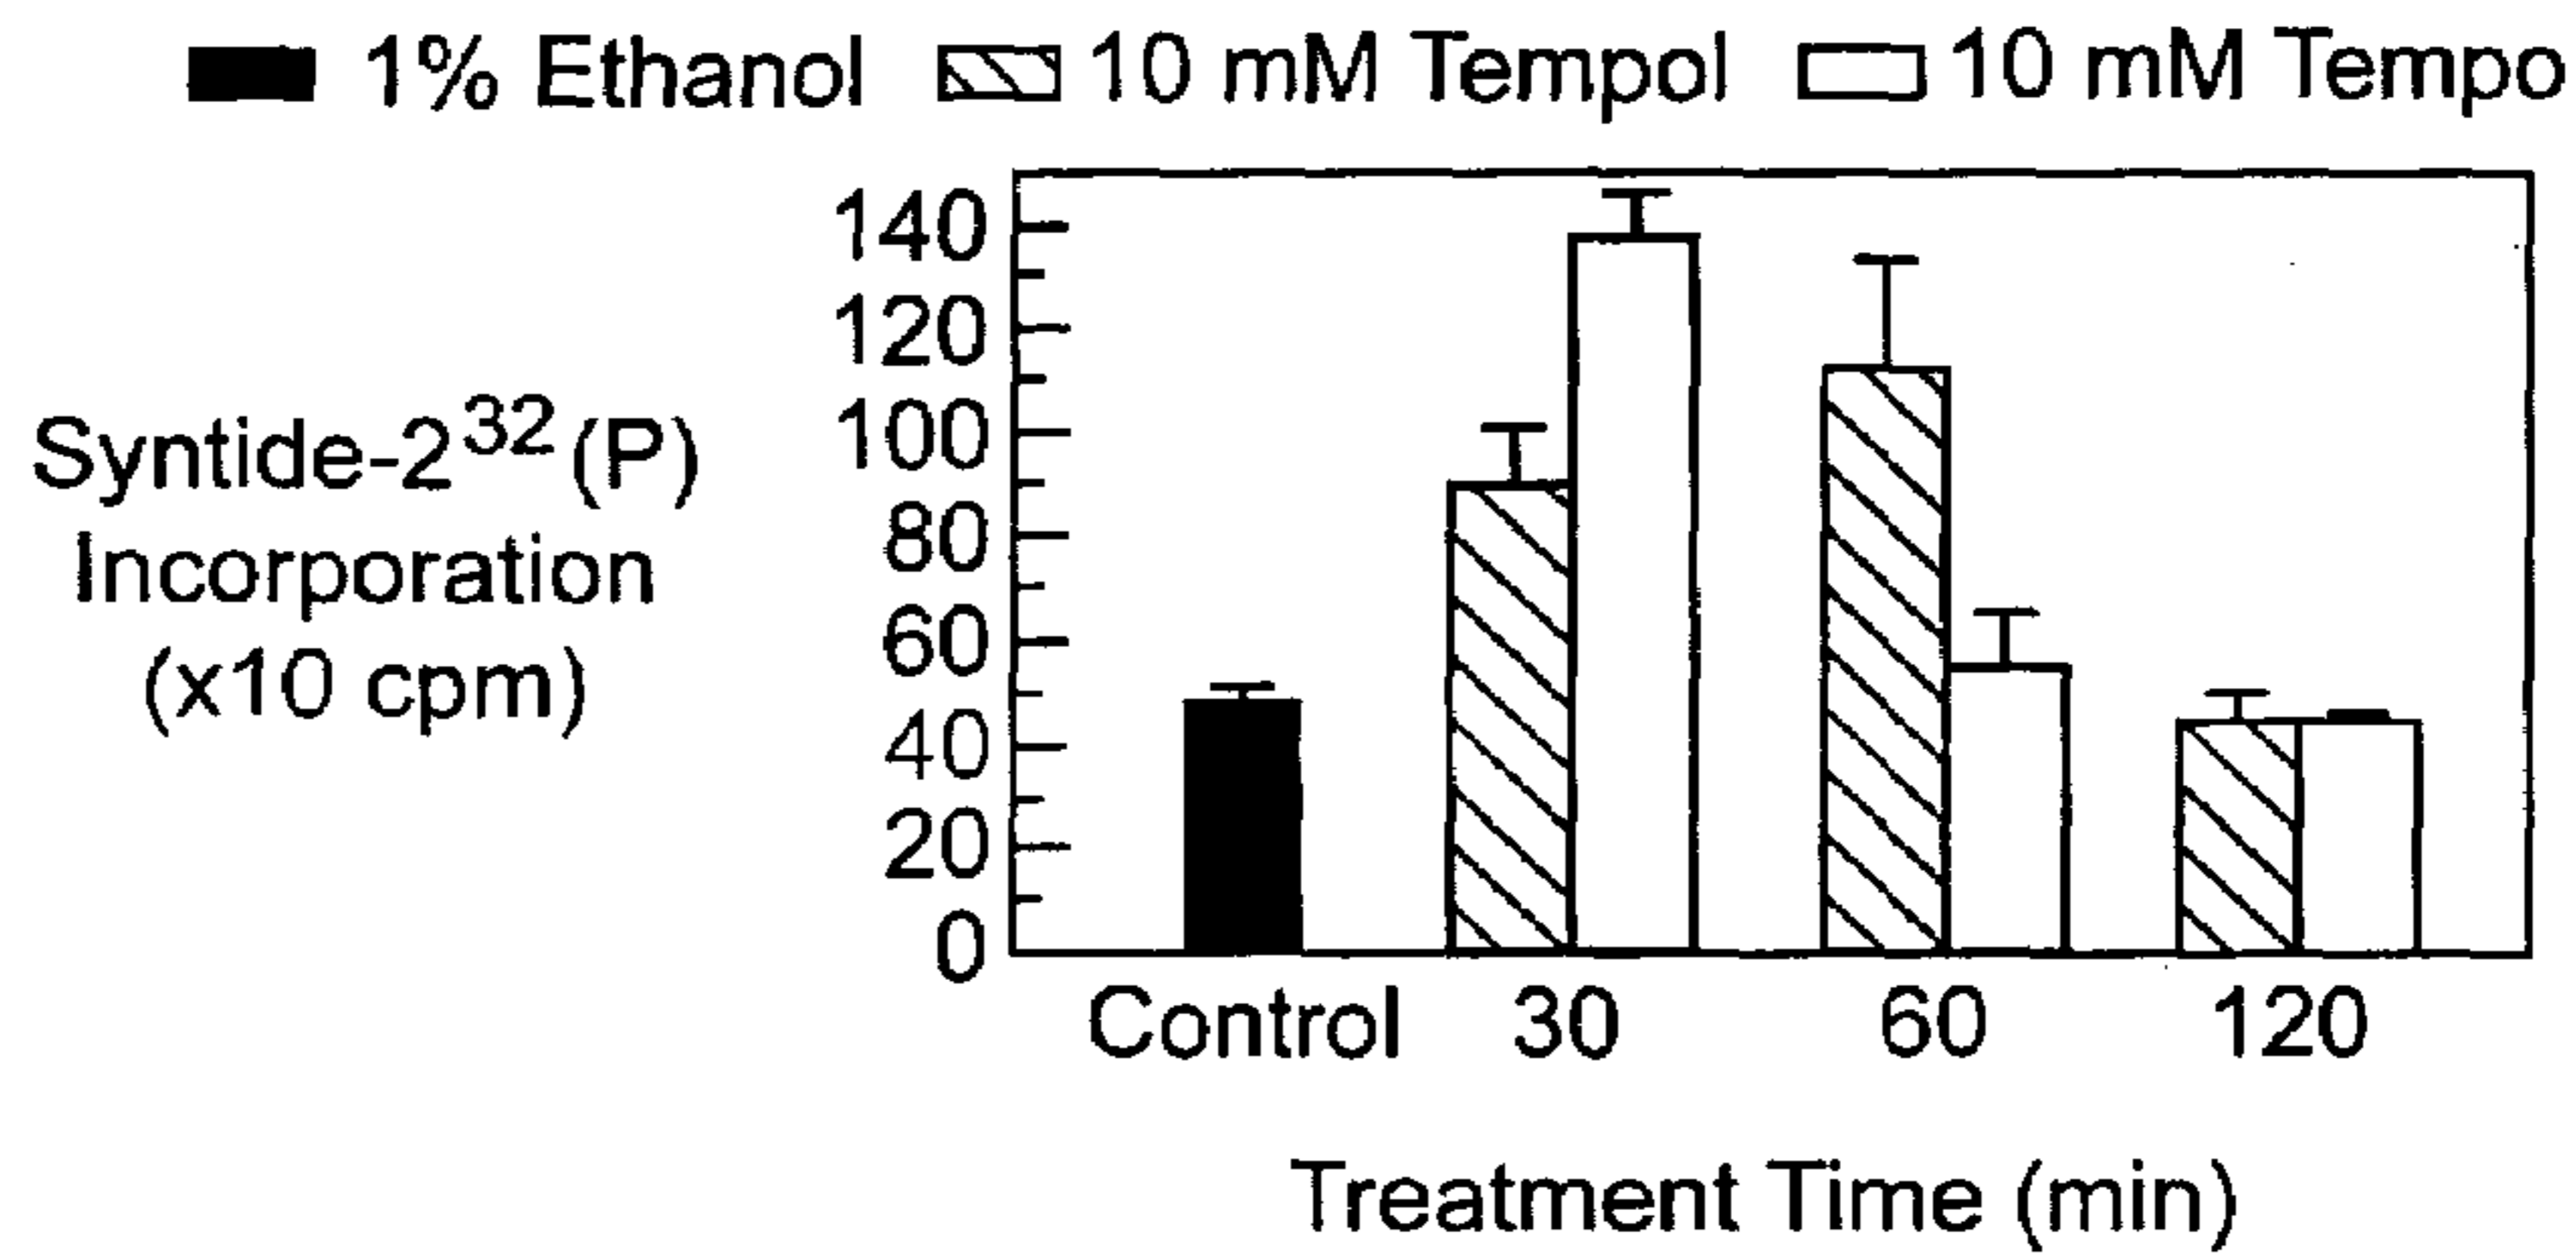 1% Ethanol 10 mM Tempol 10 mM Tempo
140
120
100
80
60
40
20
0
Syntide-2³²(P)
Incorporation
(x10 cpm)
Control 30 60 120
Treatment Time (min)